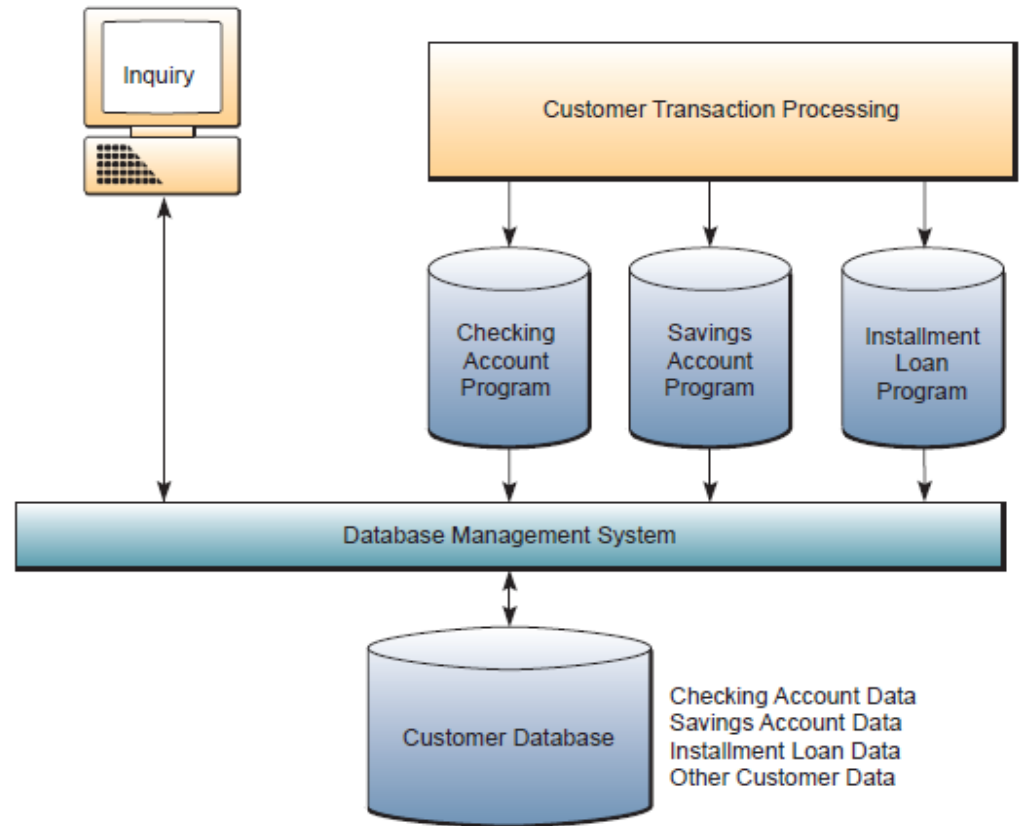 Inquiry
Customer Transaction Processing
Checking
Account
Program
Savings
Account
Program
Installment
Loan
Program
Database Management System
Customer Database
Checking Account Data
Savings Account Data
Installment Loan Data
Other Customer Data